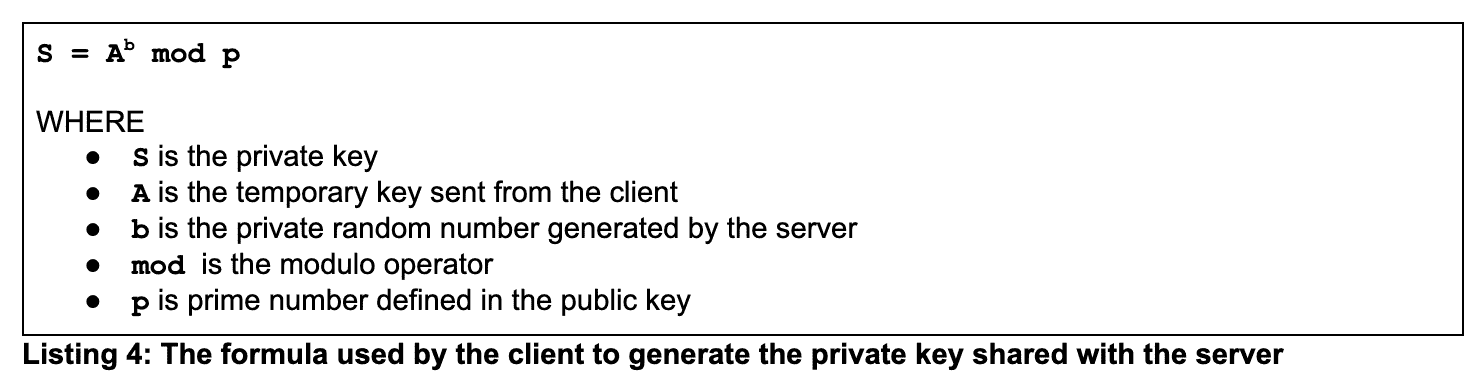 S = Aᵇ mod p
WHERE
● S is the private key
● A is the temporary key sent from the client
● b is the private random number generated by the server
● mod is the modulo operator
● p is prime number defined in the public key
Listing 4: The formula used by the client to generate the private key shared with the server